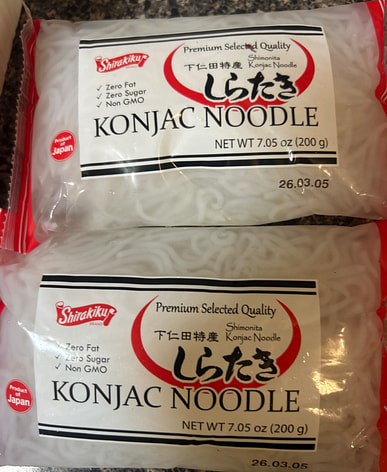 Shirakiku
Premium Selected Quality
Zero Fat
Zero Sugar
Non GMO
下仁田特産
Shimonita
Konjac Noodle
しらたき
KONJAC NOODLE
Product
of
Japan
NET WT 7.05 oz (200 g)
26.03.05
Shirakiku
BRAND
Premium Selected Quality
Zero Fat
Zero Sugar
Non GMO
下仁田特産
Shimonita
Konjac Noodle
しらたき
KONJAC NOODLE
Product
of
Japan
NET WT 7.05 oz (200 g)
26.03.05